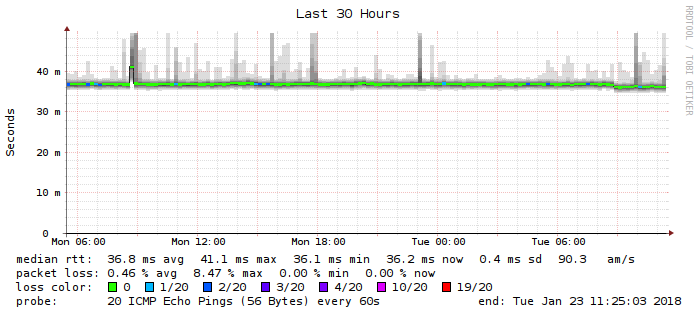 Last 30 Hours
RRDTOOL / TOBI OETIKER
Seconds
40 m
30 m
20 m
10 m
0
Mon 06:00 Mon 12:00 Mon 18:00 Tue 00:00 Tue 06:00
median rtt: 36.8 ms avg 41.1 ms max 36.1 ms min 36.2 ms now 0.4 ms sd 90.3 am/s
packet loss: 0.46 % avg 8.47 % max 0.00 % min 0.00 % now
loss color: 0 1/20 2/20 3/20 4/20 10/20 19/20
probe: 20 ICMP Echo Pings (56 Bytes) every 60s end: Tue Jan 23 11:25:03 2018